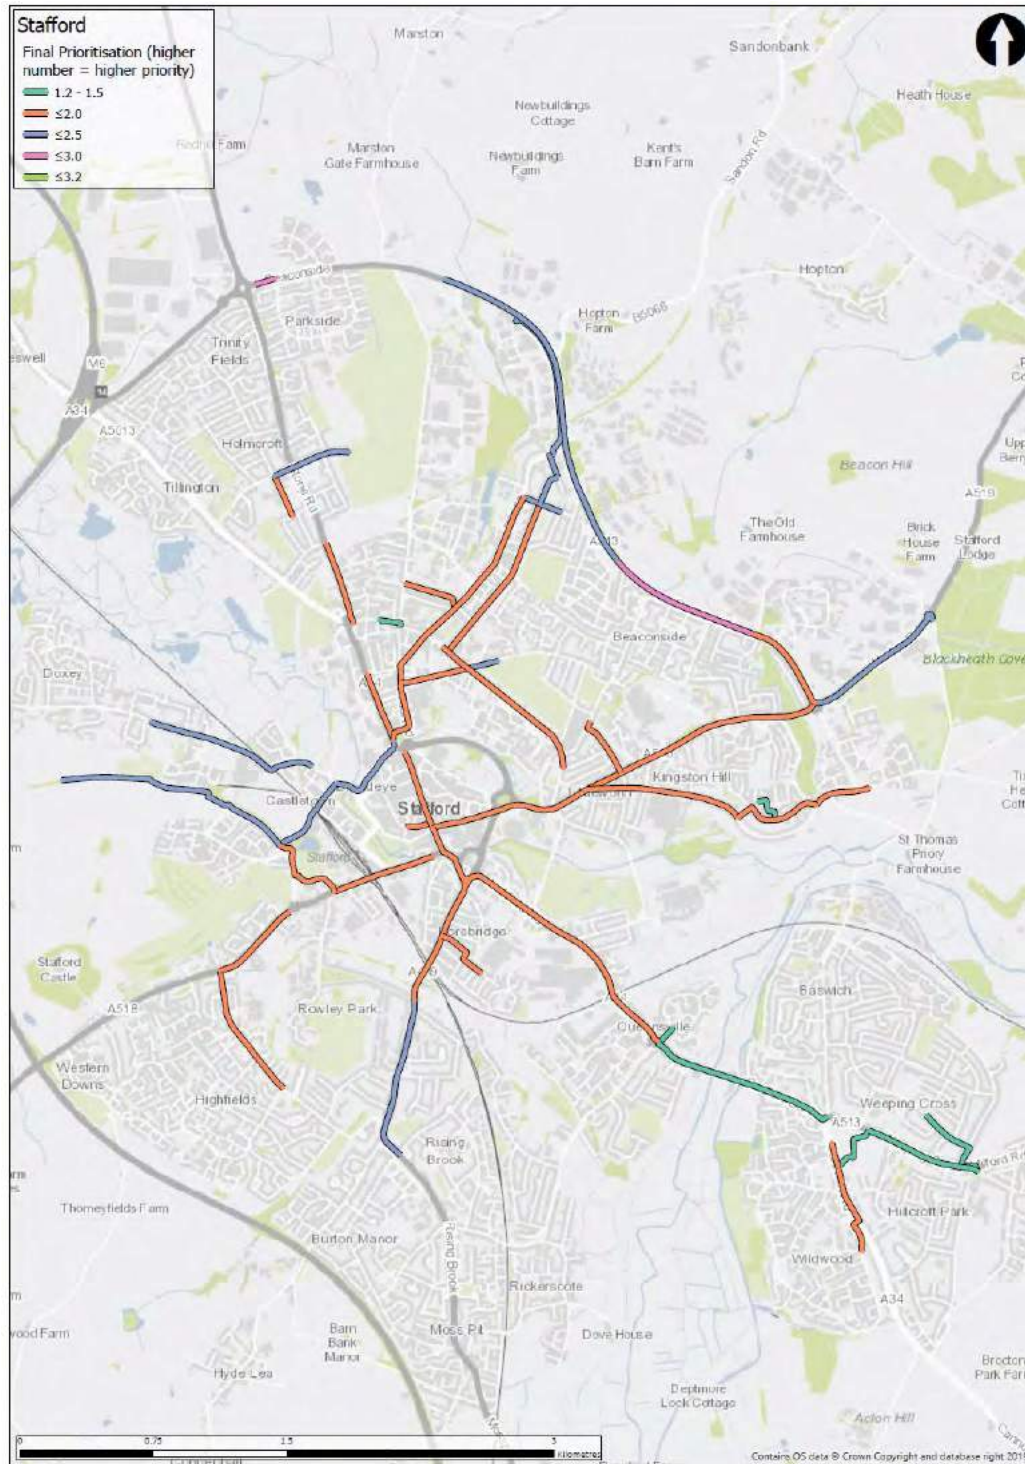 Stafford
Final Prioritisation (higher
number = higher priority)
1.2 - 1.5
≤2.0
≤2.5
≤3.0
≤3.2
Marston
Sandonbank
Heath House
Newbuildings
Cottage
Marston
Gate Farmhouse
Newbuildings
Farm
Kent's
Barn Farm
Sandon Rd
Hopton
Parkside
Hopton
Farm
B5066
Trinity
Fields
M6
A34
A5013
Holmcroft
Tillington
Beacon Hill
A518
The Old
Farmhouse
Brick
House
Farm
Stafford
Lodge
Beaconside
Doxey
Kingston Hill
Castletown
Stafford
Stafford
St Thomas
Priory
Farmhouse
Stafford
Castle
A518
Rowley Park
Baswich
Western
Downs
Highfields
Weeping Cross
A513
Rising
Brook
Thorneyfields Farm
Hillcroft Park
Burton Manor
Rising Brook
Wildwood
Rickerscote
A34
Moss Pit
Dove House
Barn
Bank
Manor
Hyde Lea
Deptmore
Lock Cottage
Acton Hill
0 0.75 1.5 3
Kilometres
Contains OS data © Crown Copyright and database right